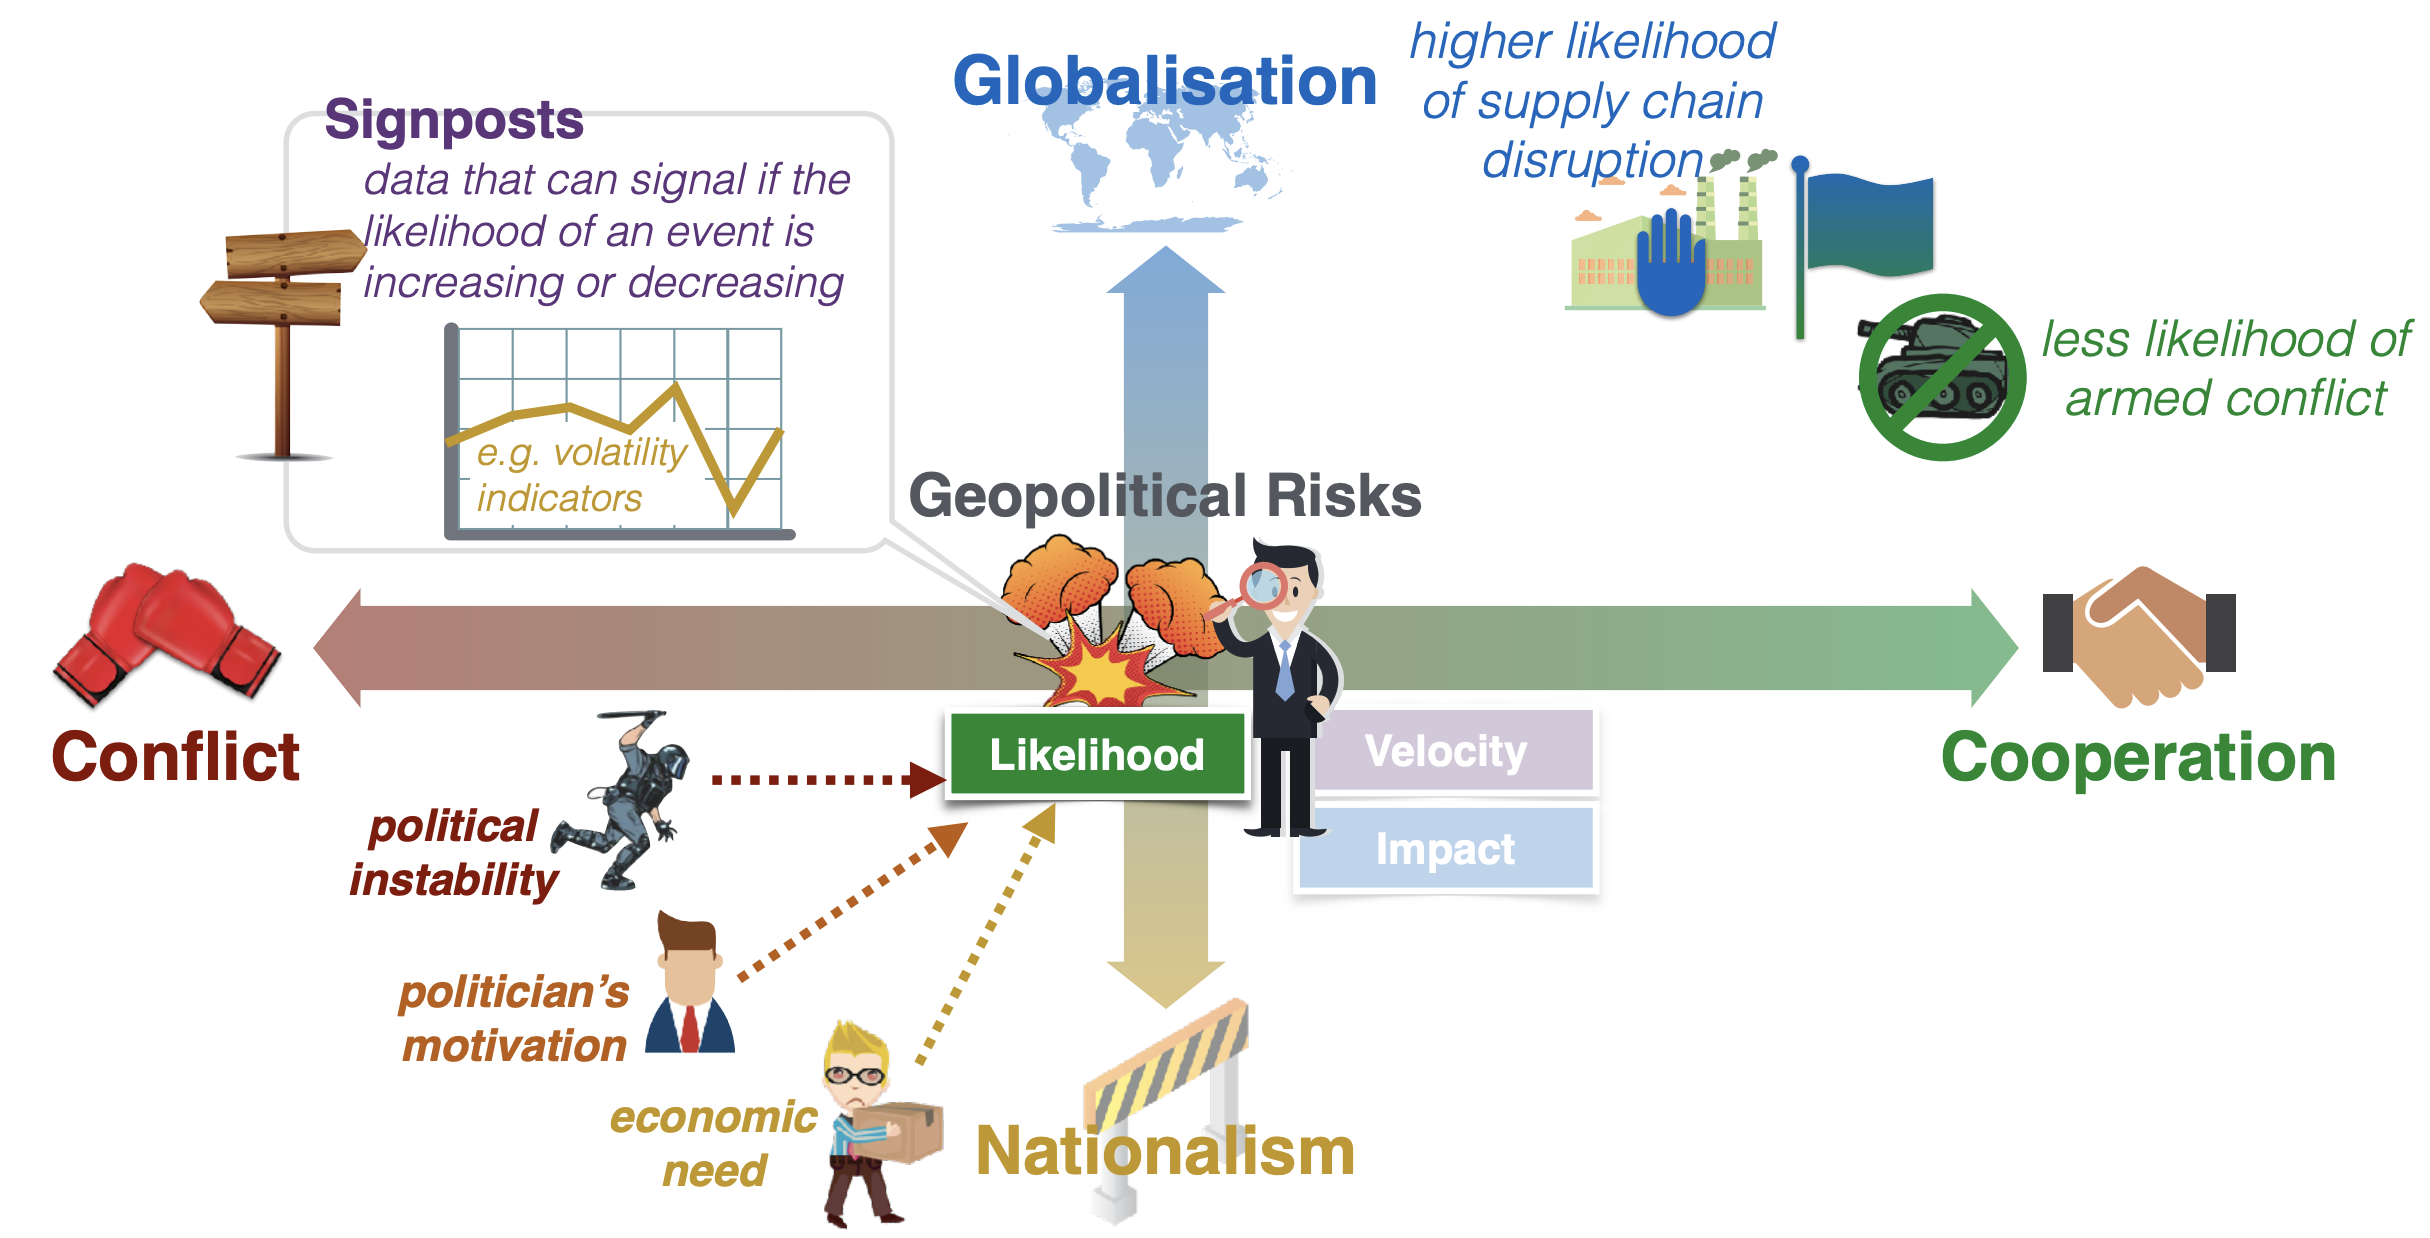 Globalisation
higher likelihood
of supply chain
disruption
Signposts
data that can signal if the
likelihood of an event is
increasing or decreasing
e.g. volatility
indicators
less likelihood of
armed conflict
Geopolitical Risks
Conflict
Cooperation
Likelihood
Velocity
Impact
political
instability
politician's
motivation
economic
need
Nationalism